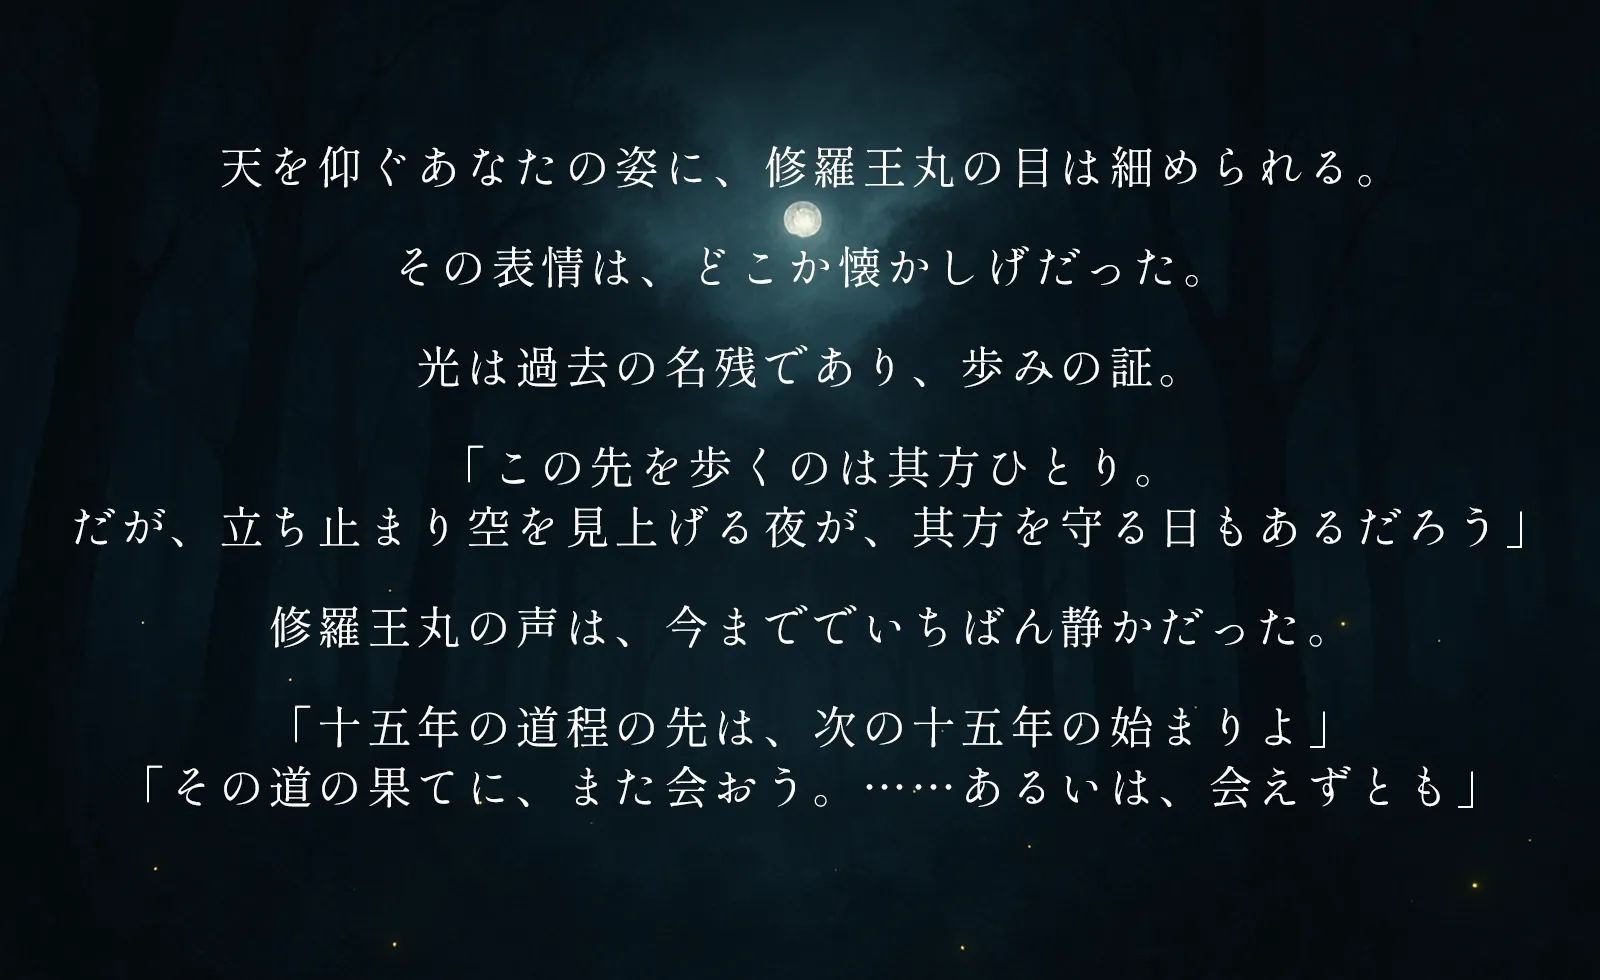 天を仰ぐあなたの姿に、修羅王丸の目は細められる。
その表情は、どこか懐かしげだった。
光は過去の名残であり、歩みの証。
「この先を歩くのは其方ひとり。
だが、立ち止まり空を見上げる夜が、其方を守る日もあるだろう」
修羅王丸の声は、今まででいちばん静かだった。
「十五年の道程の先は、次の十五年の始まりよ」
「その道の果てに、また会おう。……あるいは、会えずとも」